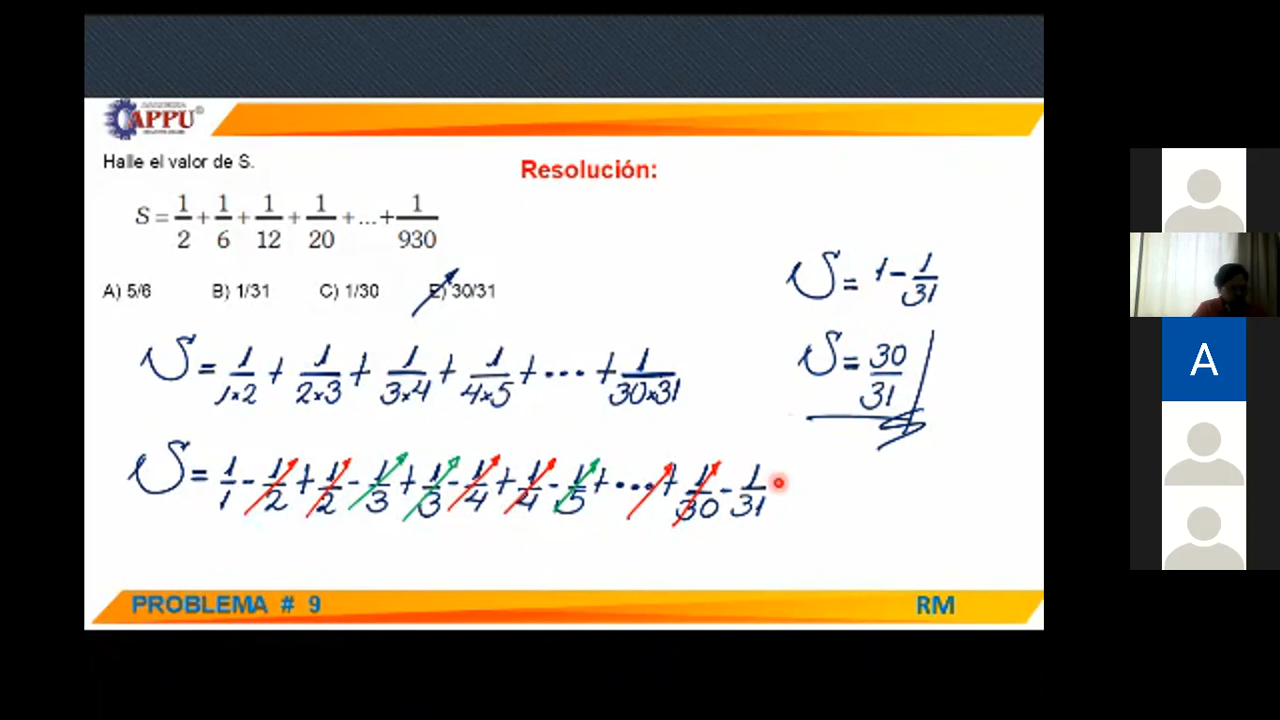 APPU
Halle el valor de S.
Resolución:
S = 1/2 + 1/6 + 1/12 + 1/20 + ... + 1/930
A) 5/6 B) 1/31 C) 1/30 E) 30/31
S = 1/1×2 + 1/2×3 + 1/3×4 + 1/4×5 + ... + 1/30×31
S = 1/1 - 1/2 + 1/2 - 1/3 + 1/3 - 1/4 + 1/4 - 1/5 + ... + 1/30 - 1/31
S = 1 - 1/31
S = 30/31
PROBLEMA # 9
RM
A